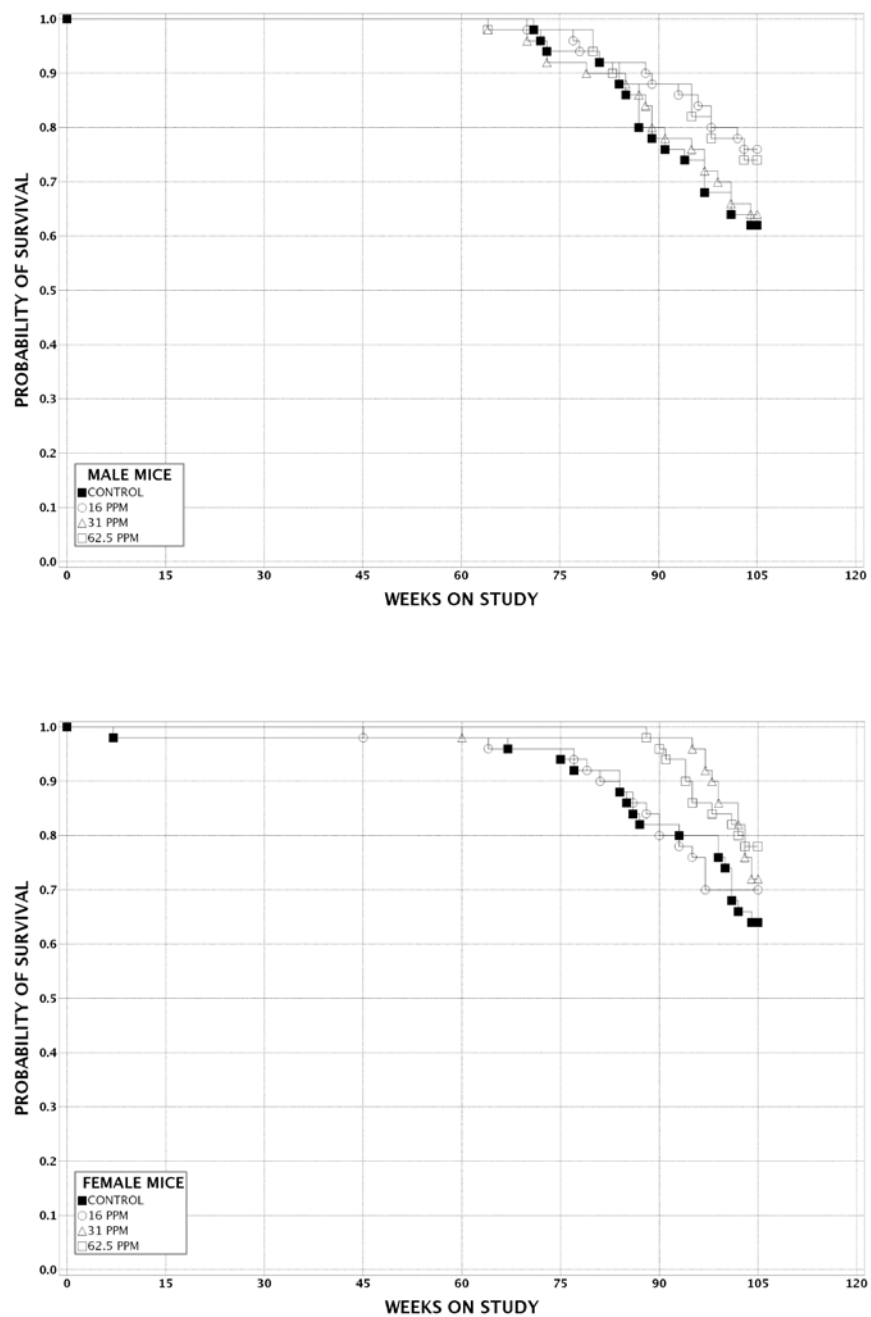 1.0
0.9
0.8
0.7
0.6
0.5
0.4
0.3
0.2
0.1
0.0
PROBABILITY OF SURVIVAL
MALE MICE
CONTROL
16 PPM
31 PPM
62.5 PPM
0 15 30 45 60 75 90 105 120
WEEKS ON STUDY
1.0
0.9
0.8
0.7
0.6
0.5
0.4
0.3
0.2
0.1
0.0
PROBABILITY OF SURVIVAL
FEMALE MICE
CONTROL
16 PPM
31 PPM
62.5 PPM
0 15 30 45 60 75 90 105 120
WEEKS ON STUDY